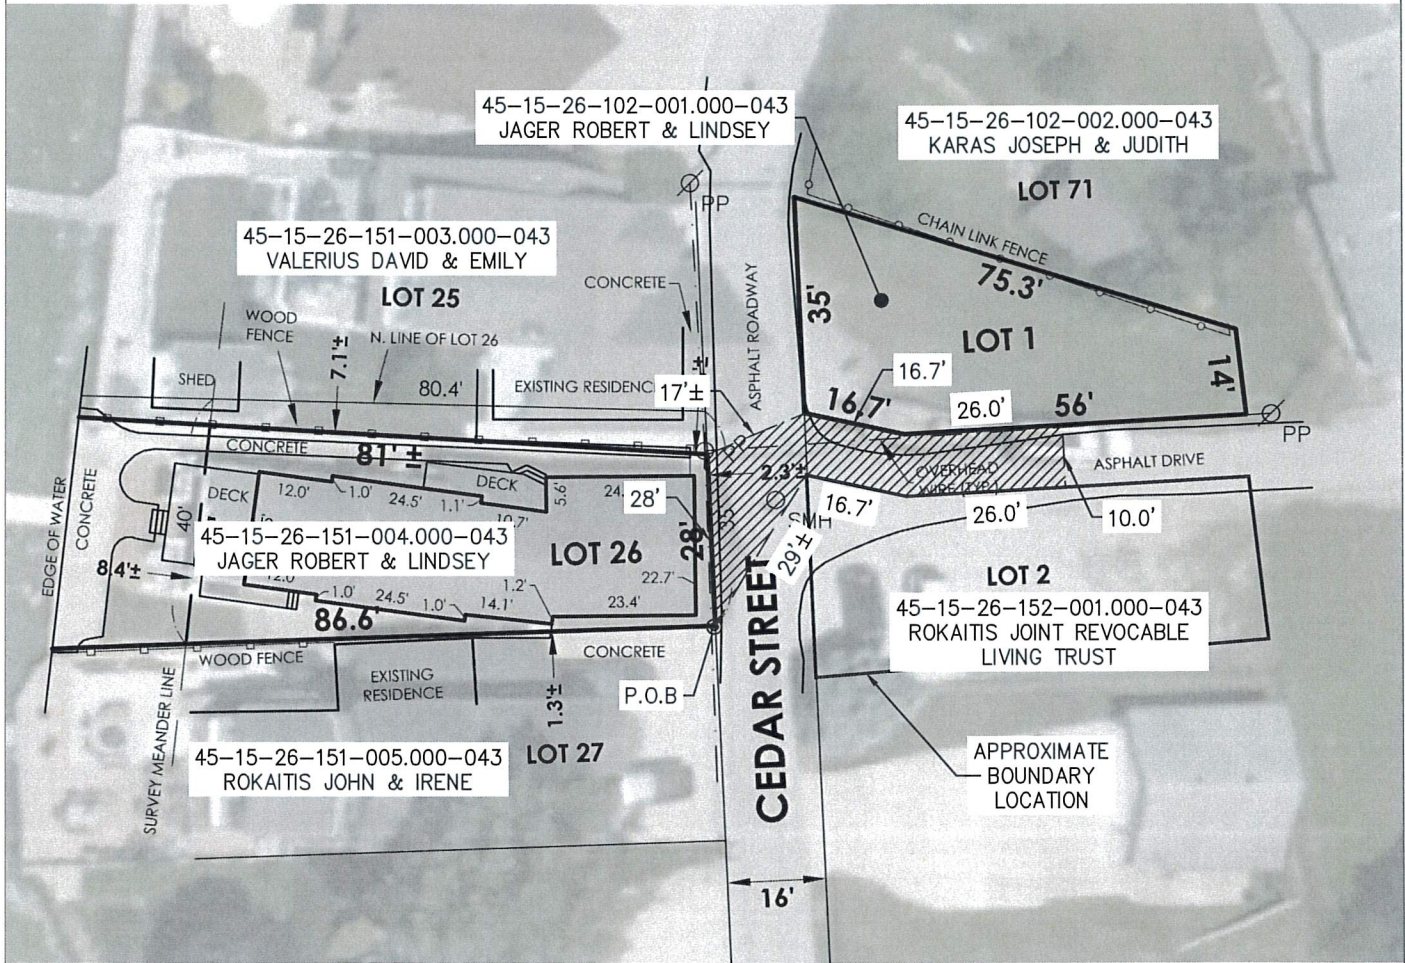 45-15-26-102-001.000-043
JAGER ROBERT & LINDSEY
45-15-26-102-002.000-043
KARAS JOSEPH & JUDITH
LOT 71
PP
CHAIN LINK FENCE
75.3'
45-15-26-151-003.000-043
VALERIUS DAVID & EMILY
LOT 25
CONCRETE
ASPHALT ROADWAY
35'
LOT 1
14'
WOOD
FENCE
7.1'±
N. LINE OF LOT 26
SHED
80.4'
EXISTING RESIDENC
17'±
16.7'
16.7'
26.0'
56'
PP
CONCRETE
81' ±
2.3'±
OVERHEAD
WIRE (TYP.)
ASPHALT DRIVE
EDGE OF WATER
CONCRETE
DECK
40'
12.0'
1.0'
24.5'
1.1'
DECK
10.7'
5.6'
24.
28'
28'
35'
SMH
16.7'
26.0'
10.0'
29'±
45-15-26-151-004.000-043
JAGER ROBERT & LINDSEY
LOT 26
8.4'±
12.0'
1.0'
24.5'
1.0'
14.1'
1.2'
23.4'
22.7'
86.6'
LOT 2
45-15-26-152-001.000-043
ROKAITIS JOINT REVOCABLE
LIVING TRUST
WOOD FENCE
EXISTING
RESIDENCE
CONCRETE
1.3'±
P.O.B
CEDAR STREET
SURVEY MEANDER LINE
45-15-26-151-005.000-043
ROKAITIS JOHN & IRENE
LOT 27
APPROXIMATE
BOUNDARY
LOCATION
16'